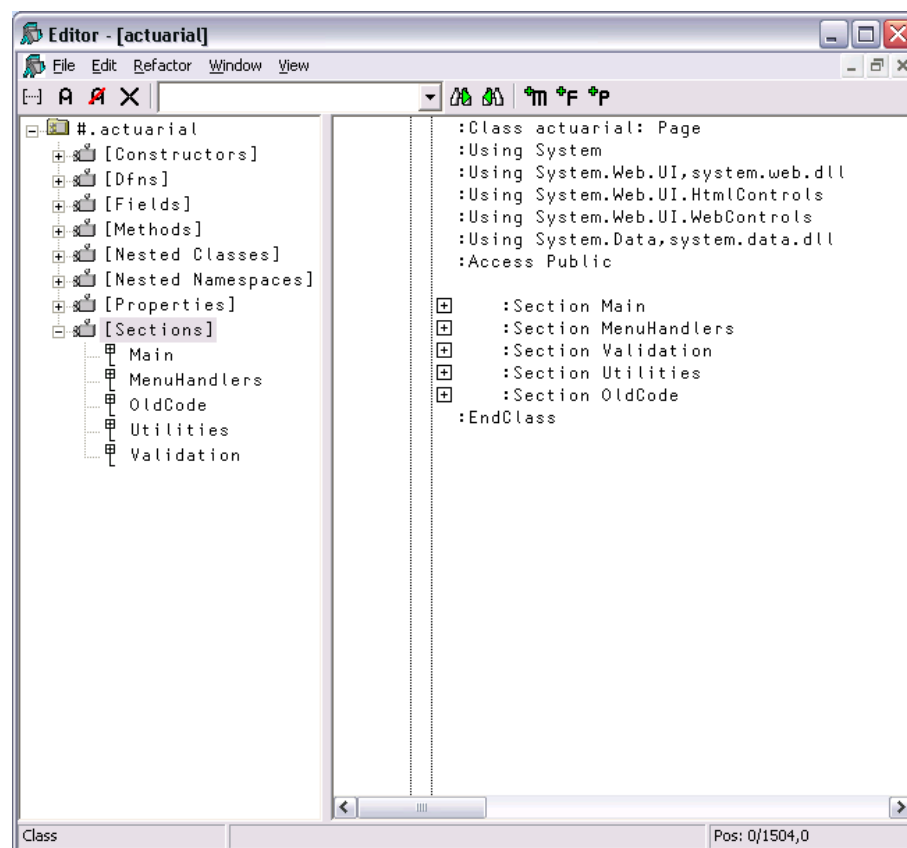 Editor - [actuarial]
File Edit Refactor Window View
#.actuarial
[Constructors]
[Dfns]
[Fields]
[Methods]
[Nested Classes]
[Nested Namespaces]
[Properties]
[Sections]
Main
MenuHandlers
OldCode
Utilities
Validation
:Class actuarial: Page
:Using System
:Using System.Web.UI,system.web.dll
:Using System.Web.UI.HtmlControls
:Using System.Web.UI.WebControls
:Using System.Data,system.data.dll
:Access Public
:Section Main
:Section MenuHandlers
:Section Validation
:Section Utilities
:Section OldCode
:EndClass
Class
Pos: 0/1504,0